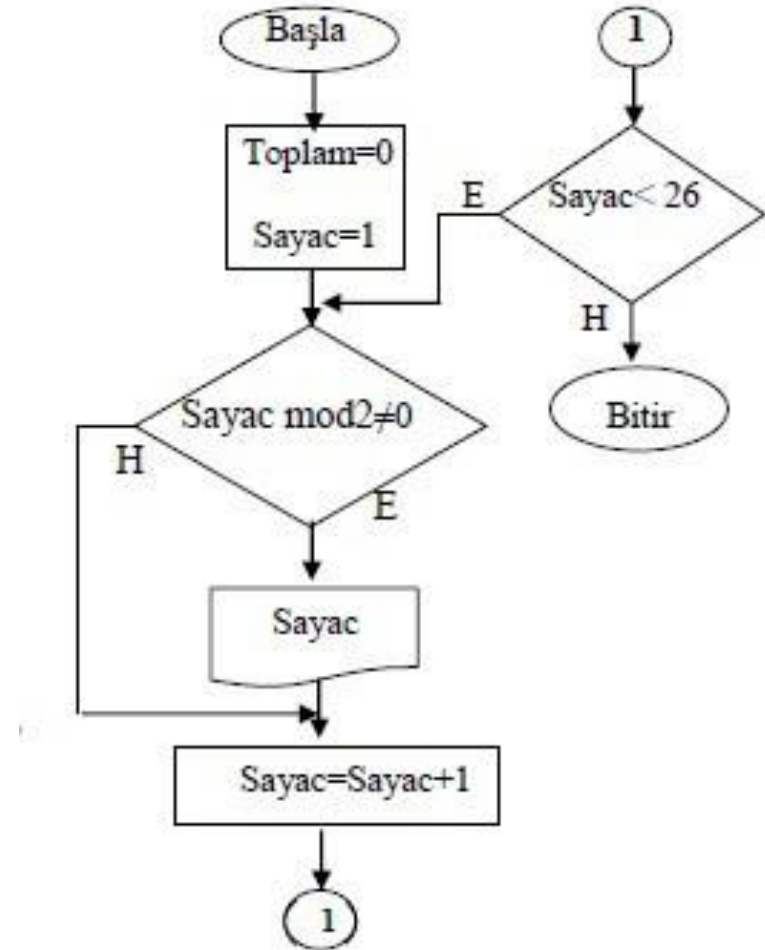 Başla
Toplam=0
Sayac=1
Sayac mod2≠0
H
E
Sayac
Sayac=Sayac+1
1
1
Sayac< 26
E
H
Bitir